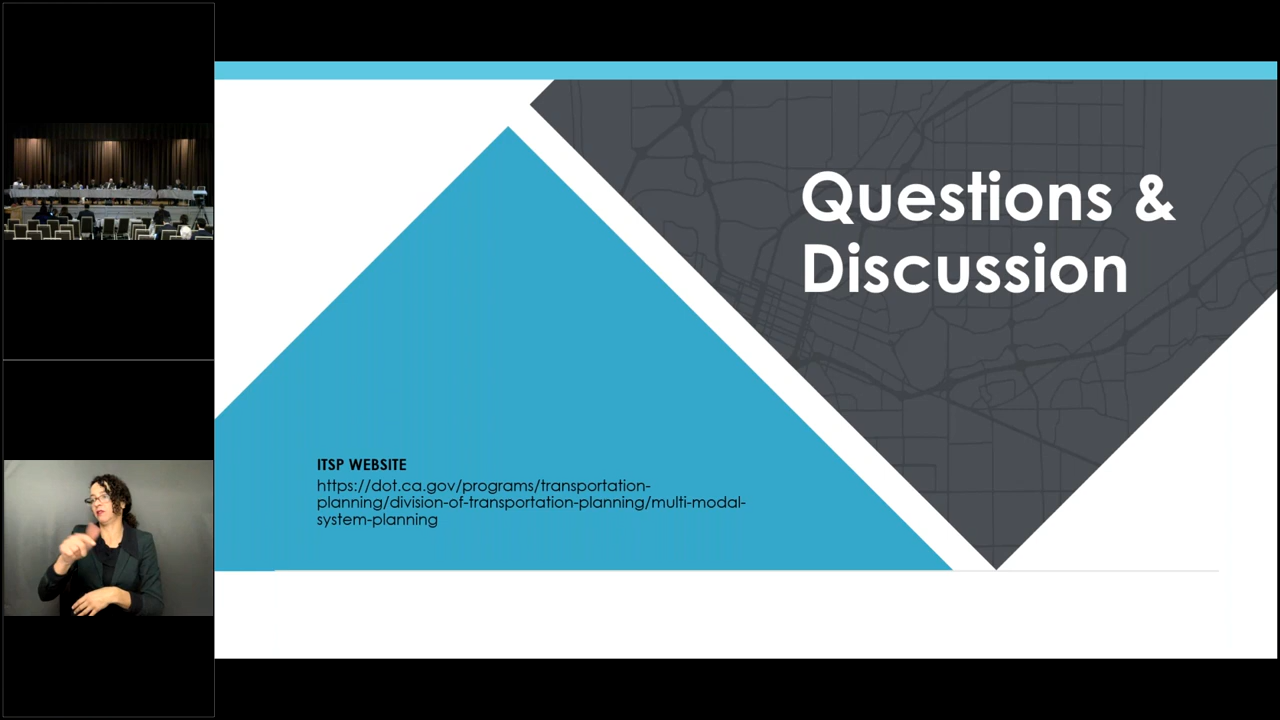 Questions &
Discussion
ITSP WEBSITE
https://dot.ca.gov/programs/transportation-
planning/division-of-transportation-planning/multi-modal-
system-planning